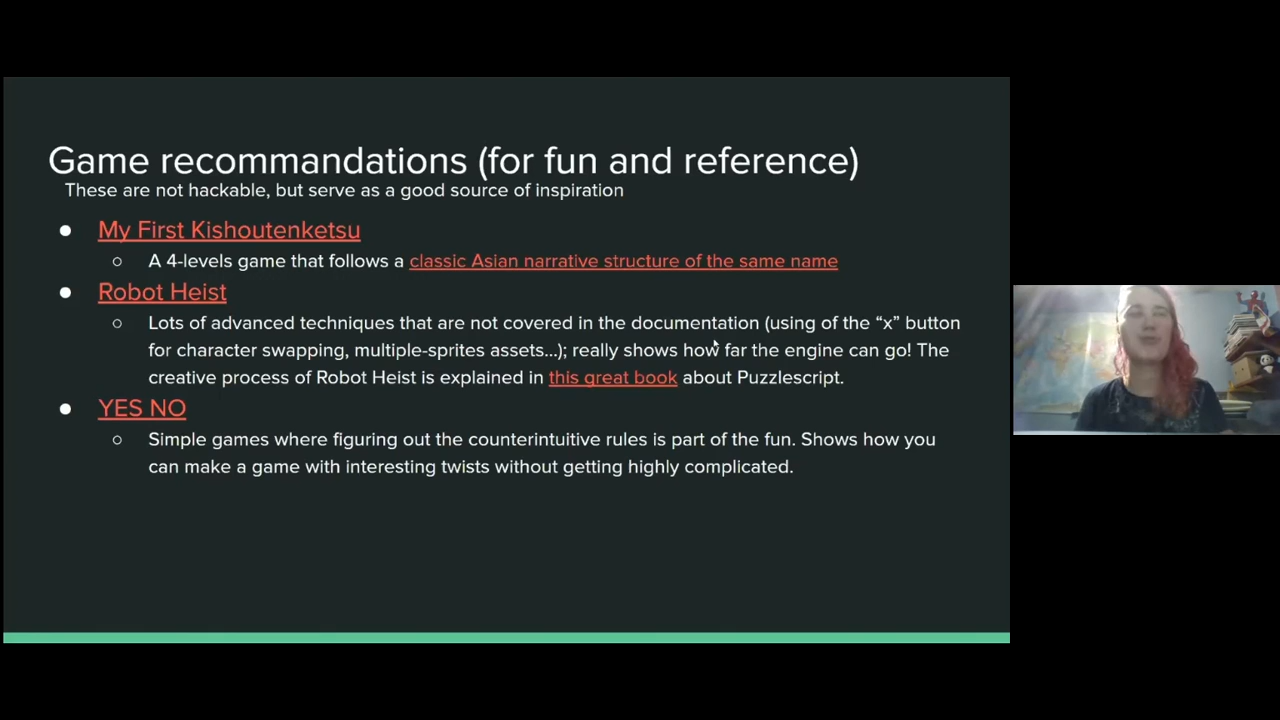 Game recommandations (for fun and reference)
These are not hackable, but serve as a good source of inspiration
● My First Kishoutenketsu
○ A 4-levels game that follows a classic Asian narrative structure of the same name
● Robot Heist
○ Lots of advanced techniques that are not covered in the documentation (using of the “x” button
for character swapping, multiple-sprites assets...); really shows how far the engine can go! The
creative process of Robot Heist is explained in this great book about Puzzlescript.
● YES NO
○ Simple games where figuring out the counterintuitive rules is part of the fun. Shows how you
can make a game with interesting twists without getting highly complicated.